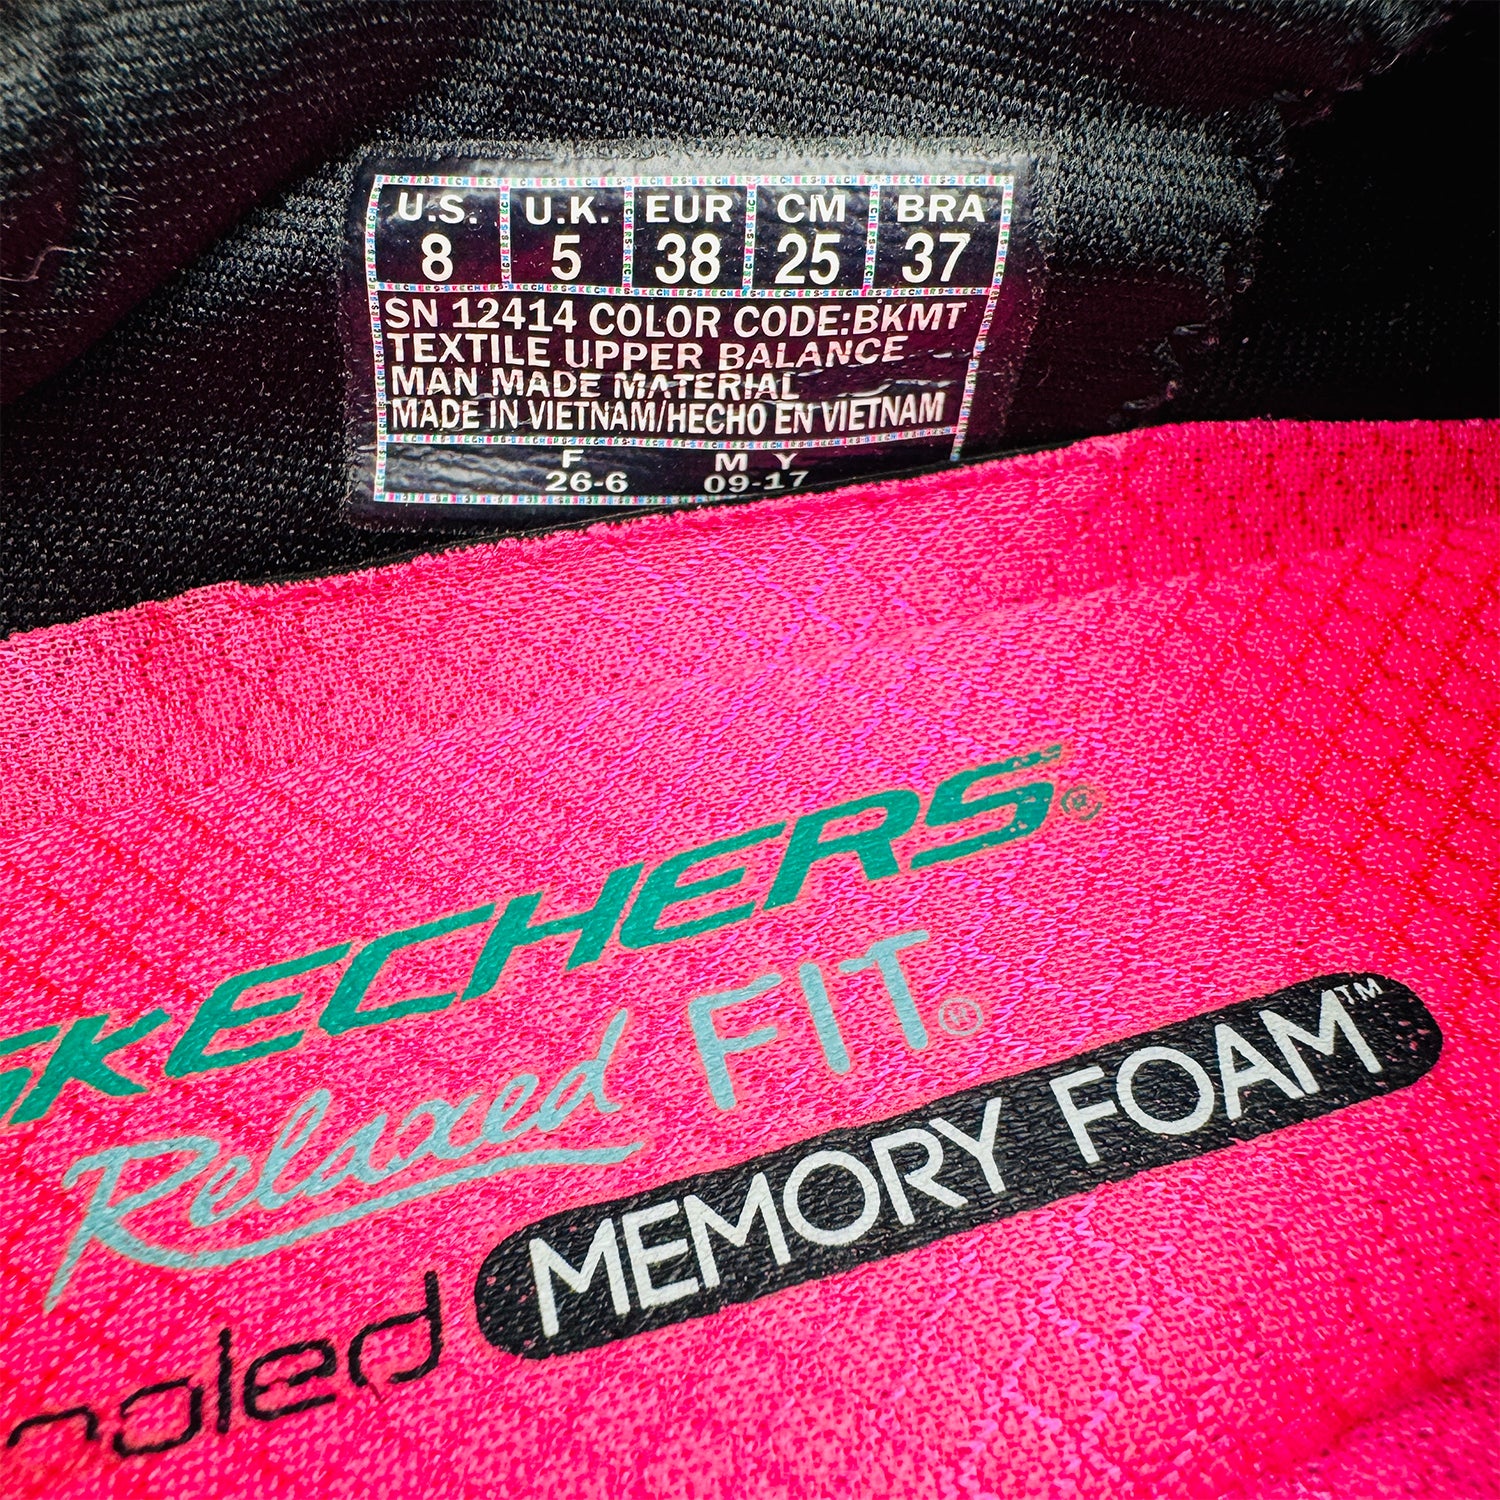 U.S. U.K. EUR CM BRA
8 5 38 25 37
SN 12414 COLOR CODE:BKMT
TEXTILE UPPER BALANCE
MAN MADE MATERIAL
MADE IN VIETNAM/HECHO EN VIETNAM
F M Y
26-6 09-17
SKECHERS®
Relaxed FIT®
ooled MEMORY FOAM™